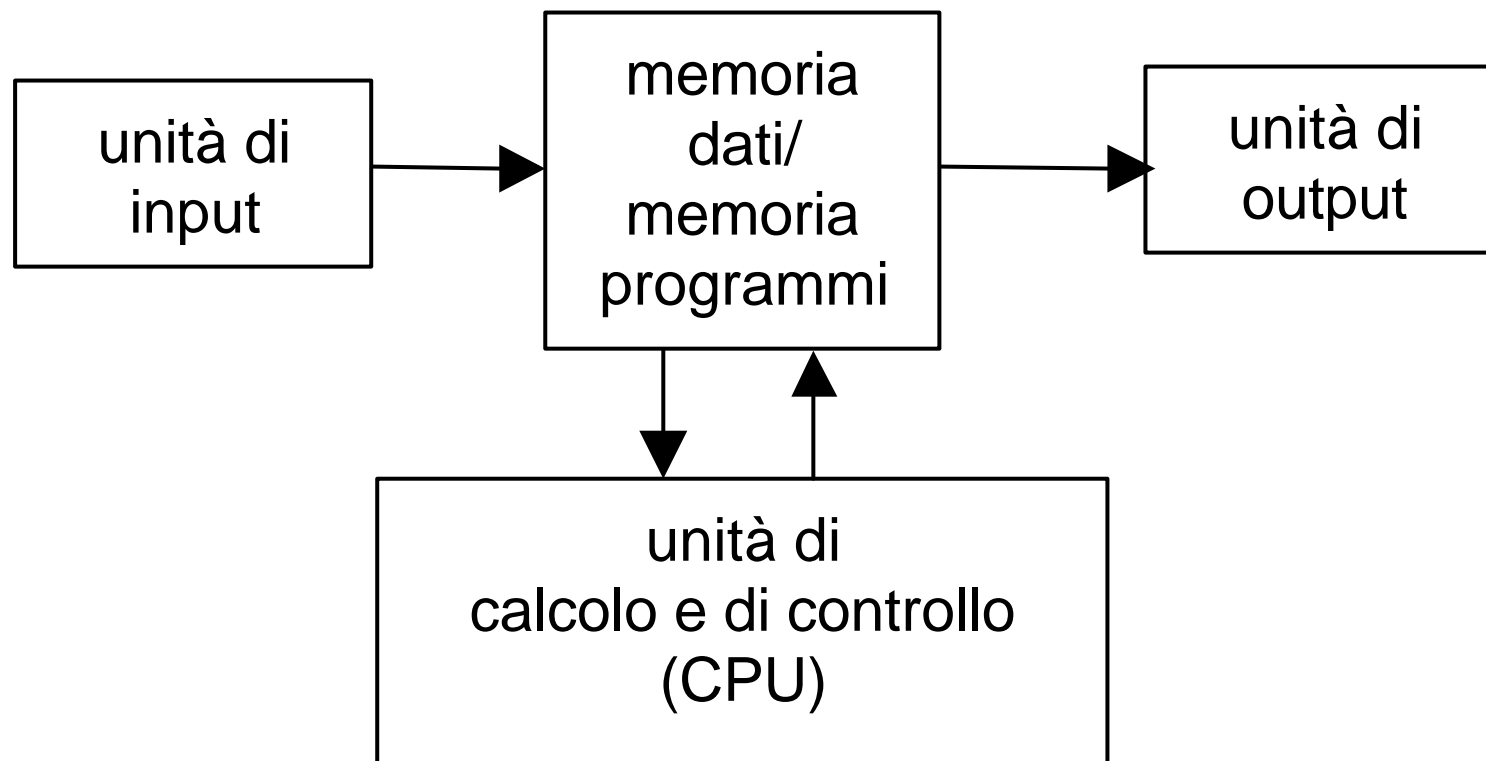 unità di
input
memoria
dati/
memoria
programmi
unità di
output
unità di
calcolo e di controllo
(CPU)